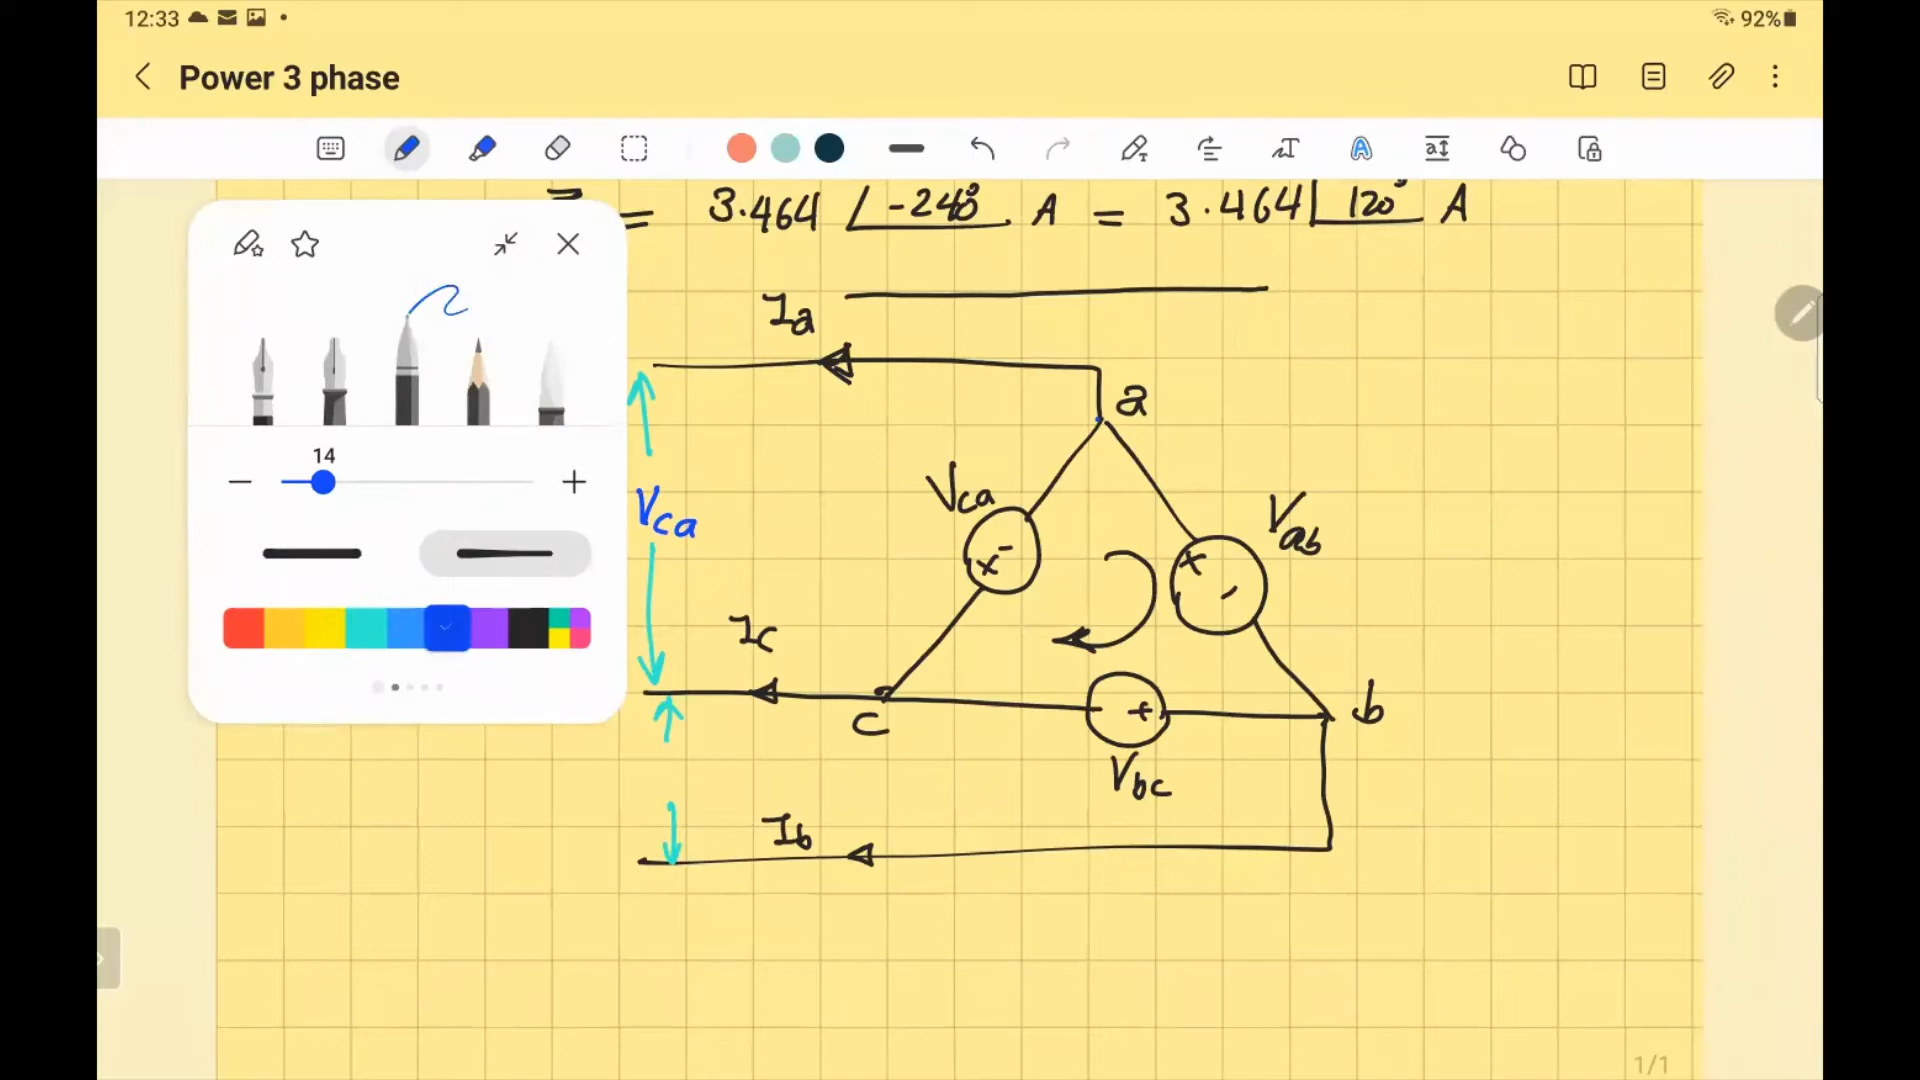 12:33
92%
Power 3 phase
= 3.464 ∠-240° A = 3.464 ∠120° A
14
Ia
a
Vca
Vab
Vca
+ -
+ -
Ic
c
- +
b
Vbc
Ib
1/1